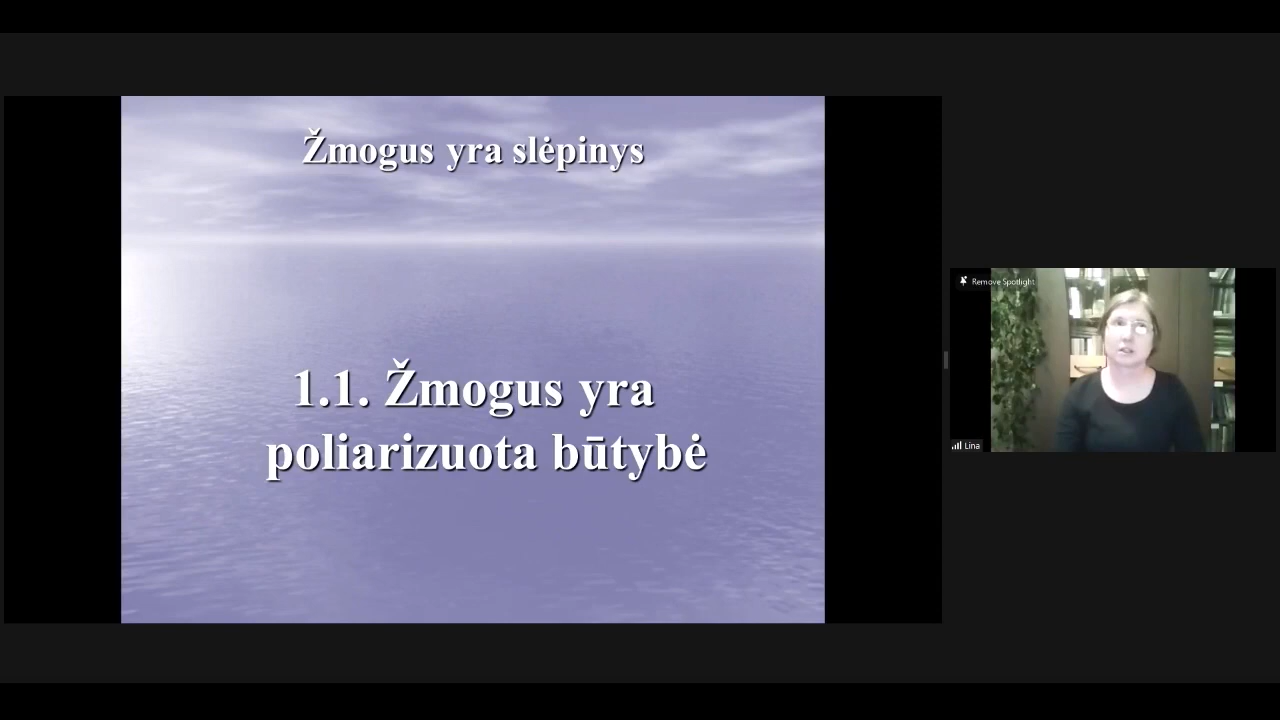 Žmogus yra slėpinys
1.1. Žmogus yra
poliarizuota būtybė
Remove Spotlight
Lina